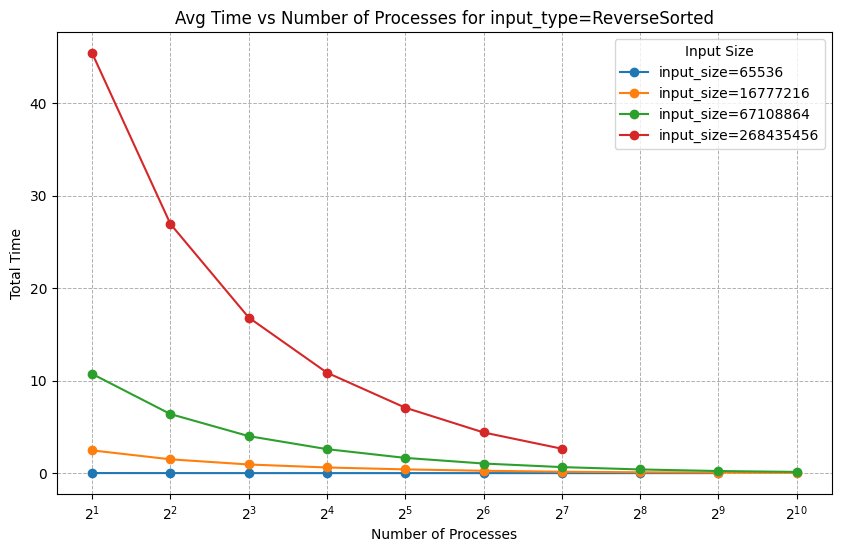 Avg Time vs Number of Processes for input_type=ReverseSorted
Input Size
input_size=65536
input_size=16777216
input_size=67108864
input_size=268435456
Total Time
40
30
20
10
0
2^1 2^2 2^3 2^4 2^5 2^6 2^7 2^8 2^9 2^10
Number of Processes